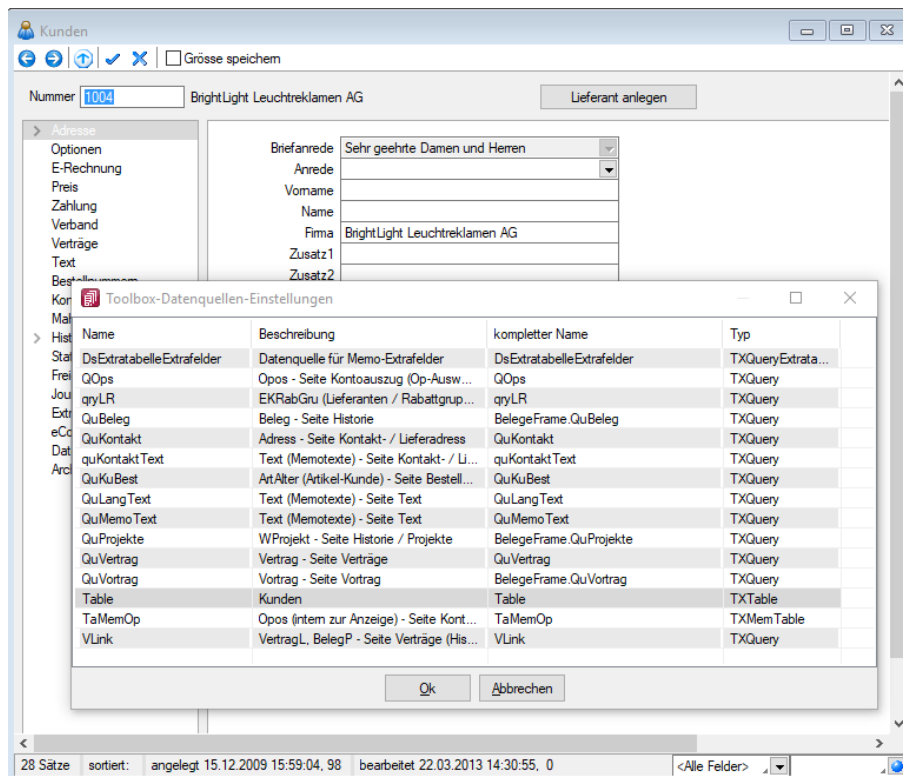 Kunden
Grösse speichern
Nummer 1004 BrightLight Leuchtreklamen AG Lieferant anlegen
Adresse
Optionen
E-Rechnung
Preis
Zahlung
Verband
Verträge
Text
Briefanrede Sehr geehrte Damen und Herren
Anrede
Vorname
Name
Firma BrightLight Leuchtreklamen AG
Zusatz1
Zusatz2
Toolbox-Datenquellen-Einstellungen
Name Beschreibung kompletter Name Typ
DsExtratabelleExtrafelder Datenquelle für Memo-Extrafelder DsExtratabelleExtrafelder TXQueryExtrata...
QOps Opos - Seite Kontoauszug (Op-Ausw... QOps TXQuery
qryLR EKRabGru (Lieferanten / Rabattgrup... qryLR TXQuery
QuBeleg Beleg - Seite Historie BelegeFrame.QuBeleg TXQuery
QuKontakt Adress - Seite Kontakt- / Lieferadress QuKontakt TXQuery
quKontaktText Text (Memotexte) - Seite Kontakt- / Li... quKontaktText TXQuery
QuKuBest ArtAlter (Artikel-Kunde) - Seite Bestell... QuKuBest TXQuery
QuLangText Text (Memotexte) - Seite Text QuLangText TXQuery
QuMemoText Text (Memotexte) - Seite Text QuMemoText TXQuery
QuProjekte WProjekt - Seite Historie / Projekte BelegeFrame.QuProjekte TXQuery
QuVertrag Vertrag - Seite Verträge QuVertrag TXQuery
QuVortrag Vortrag - Seite Vortrag BelegeFrame.QuVortrag TXQuery
Table Kunden Table TXTable
TaMemOp Opos (intern zur Anzeige) - Seite Kont... TaMemOp TXMemTable
VLink VertragL, BelegP - Seite Verträge (His... VLink TXQuery
Ok Abbrechen
28 Sätze sortiert: angelegt 15.12.2009 15:59:04, 98 bearbeitet 22.03.2013 14:30:55, 0 <Alle Felder>